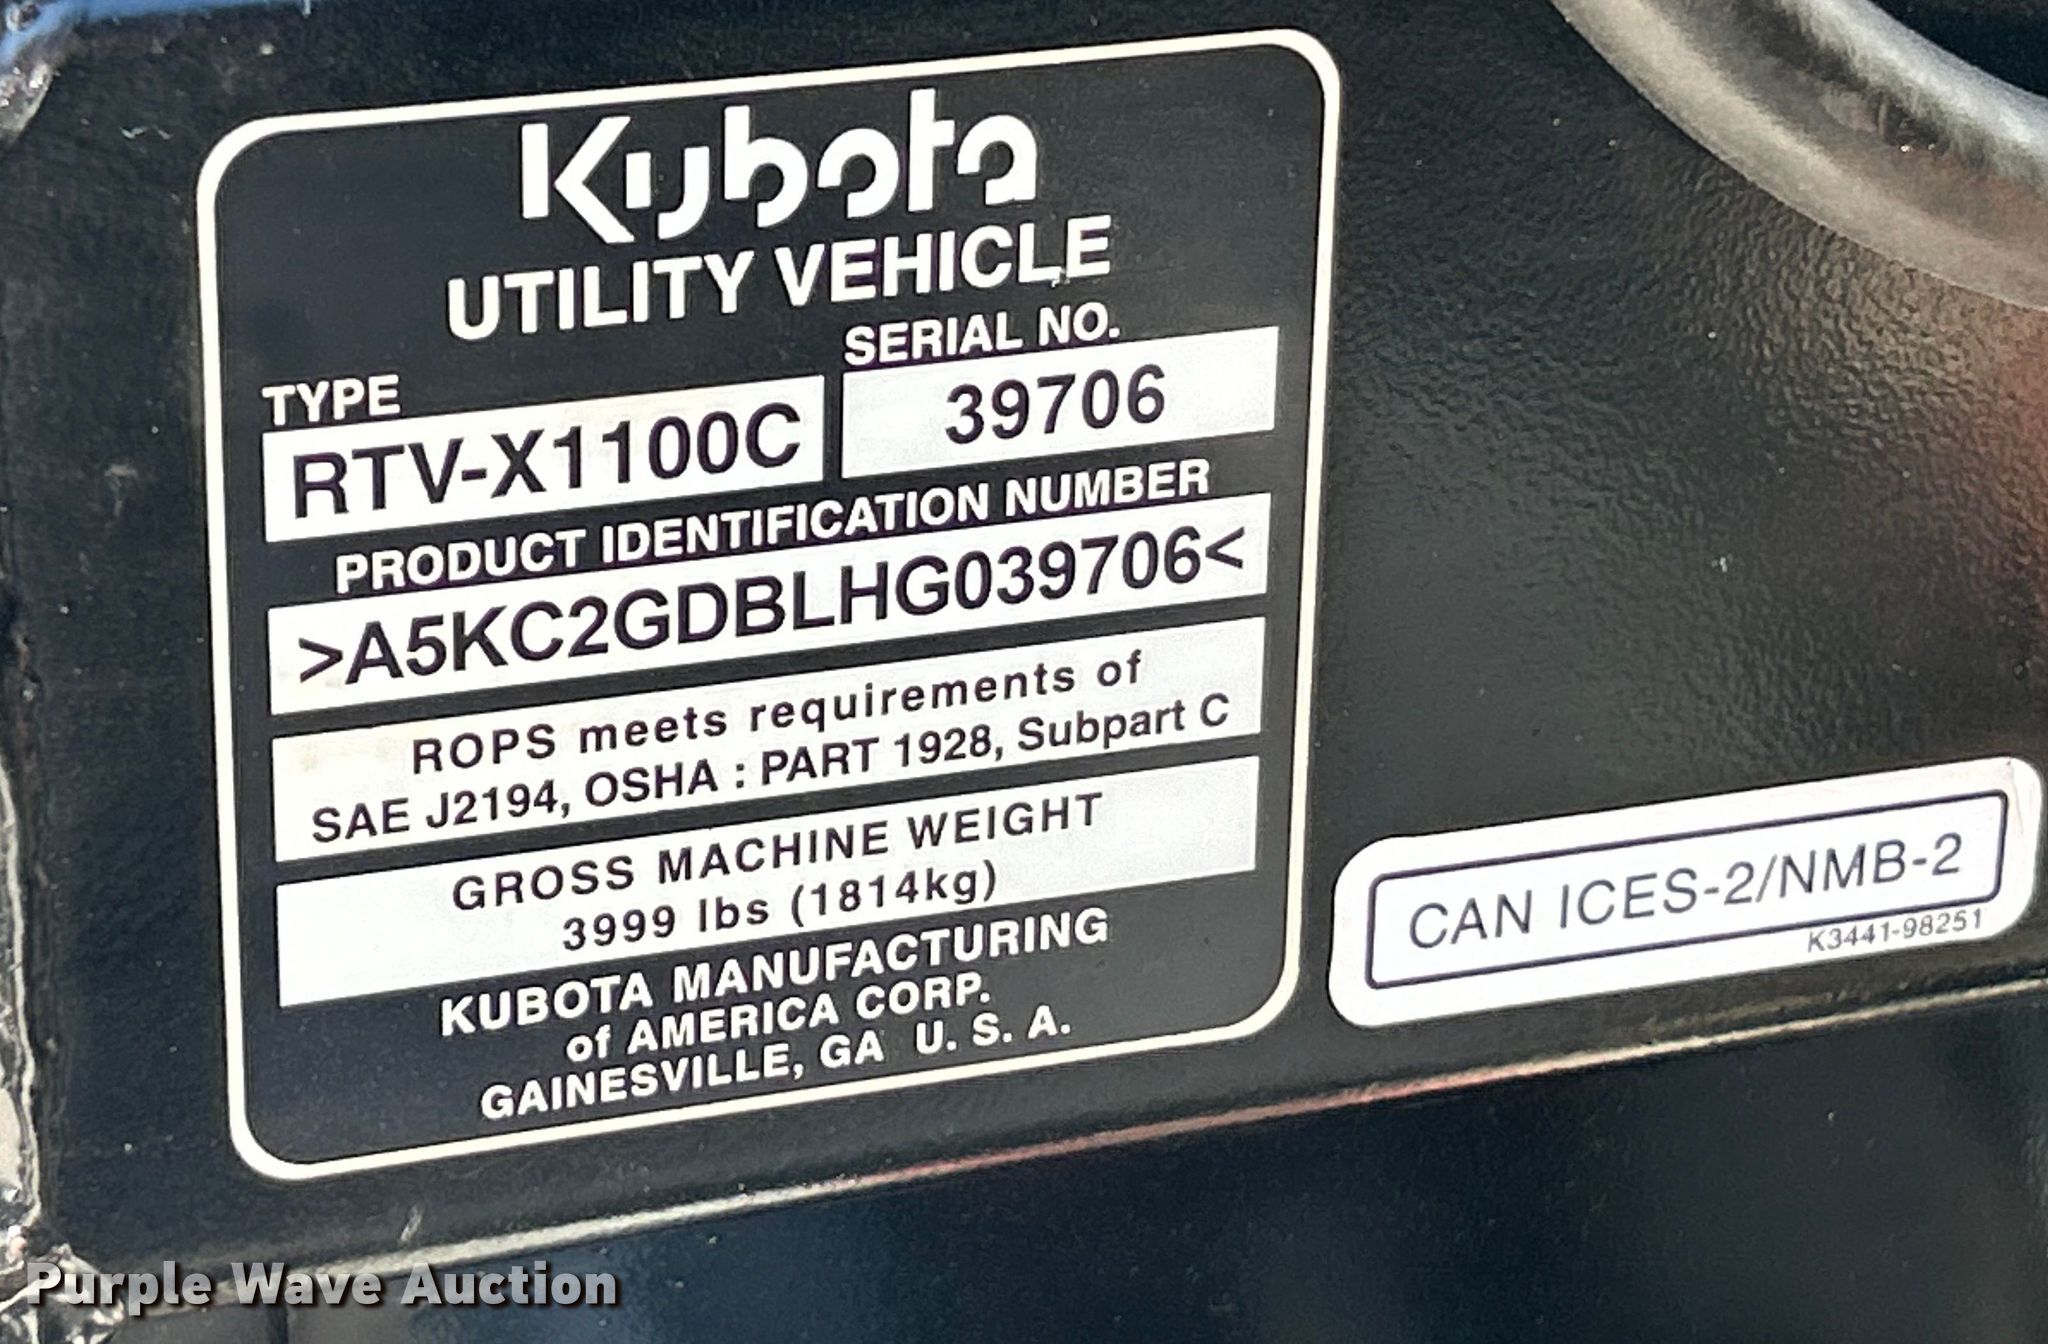 Kubota
UTILITY VEHICLE
TYPE
SERIAL NO.
RTV-X1100C
39706
PRODUCT IDENTIFICATION NUMBER
>A5KC2GDBLHG039706<
ROPS meets requirements of
SAE J2194, OSHA : PART 1928, Subpart C
GROSS MACHINE WEIGHT
3999 lbs (1814kg)
KUBOTA MANUFACTURING
of AMERICA CORP.
GAINESVILLE, GA U. S. A.
CAN ICES-2/NMB-2
K3441-98251
Purple Wave Auction